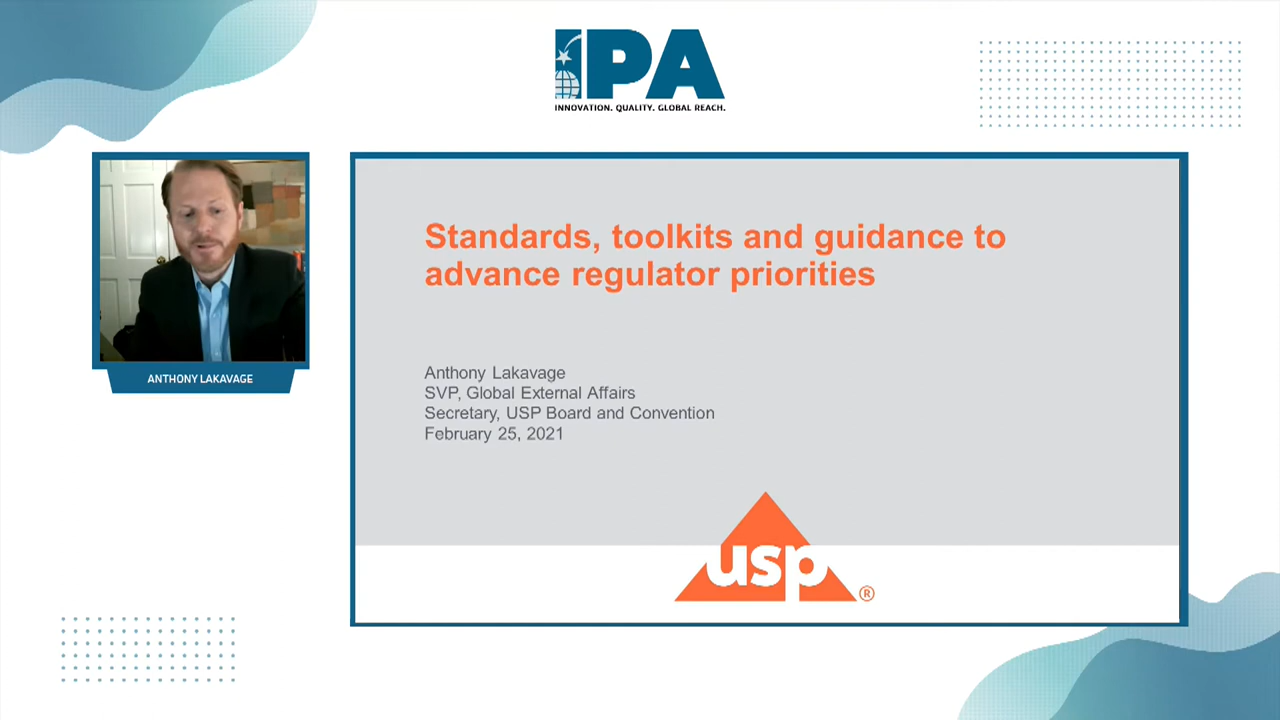 IPA
INNOVATION. QUALITY. GLOBAL REACH.
ANTHONY LAKAVAGE
Standards, toolkits and guidance to
advance regulator priorities
Anthony Lakavage
SVP, Global External Affairs
Secretary, USP Board and Convention
February 25, 2021
usp®